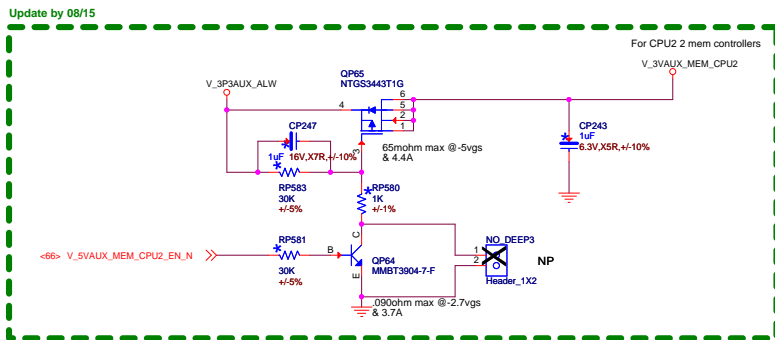 Update by 08/15
For CPU2 2 mem controllers
V_3VAUX_MEM_CPU2
V_3P3AUX_ALW
QP65
NTGS3443T1G
4
6
5
2
1
3
CP247
1uF
16V,X7R,+/-10%
65mohm max @-5vgs
& 4.4A
CP243
1uF
6.3V,X5R,+/-10%
RP583
30K
+/-5%
RP580
1K
+/-1%
<66> V_5VAUX_MEM_CPU2_EN_N
RP581
30K
+/-5%
B
C
E
QP64
MMBT3904-7-F
NO_DEEP3
1
2
Header_1X2
NP
.090ohm max @-2.7vgs
& 3.7A